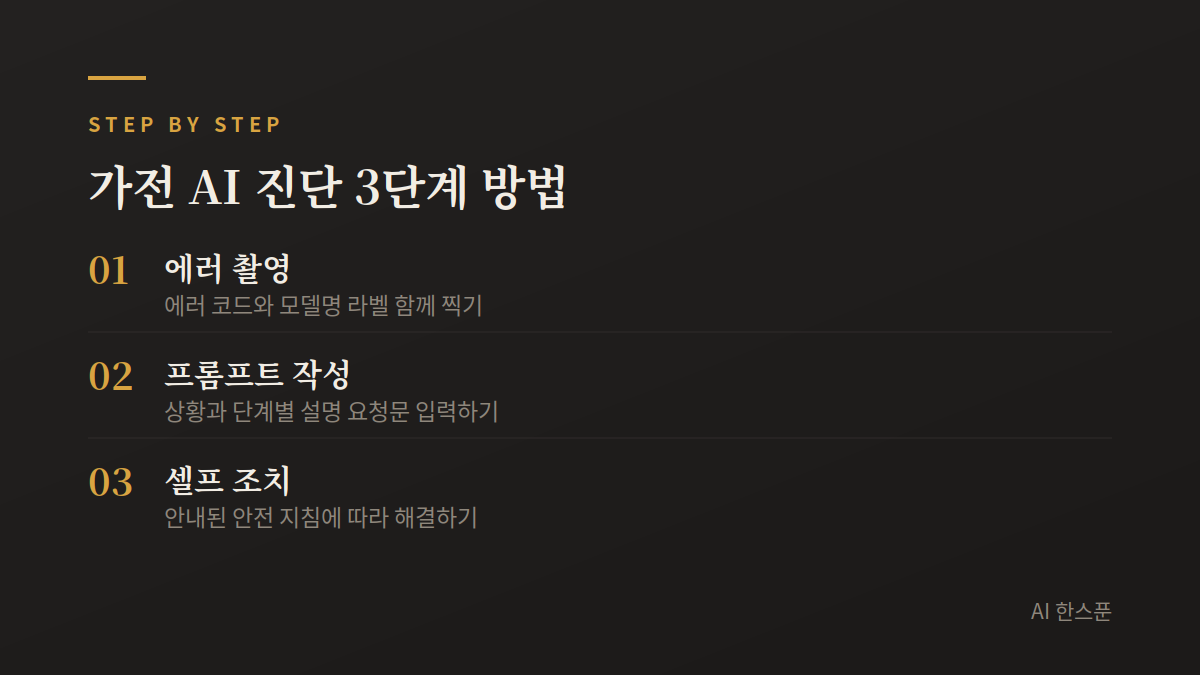 STEP BY STEP
가전 AI 진단 3단계 방법
01 에러 촬영
에러 코드와 모델명 라벨 함께 찍기
02 프롬프트 작성
상황과 단계별 설명 요청문 입력하기
03 셀프 조치
안내된 안전 지침에 따라 해결하기
AI 한스푼